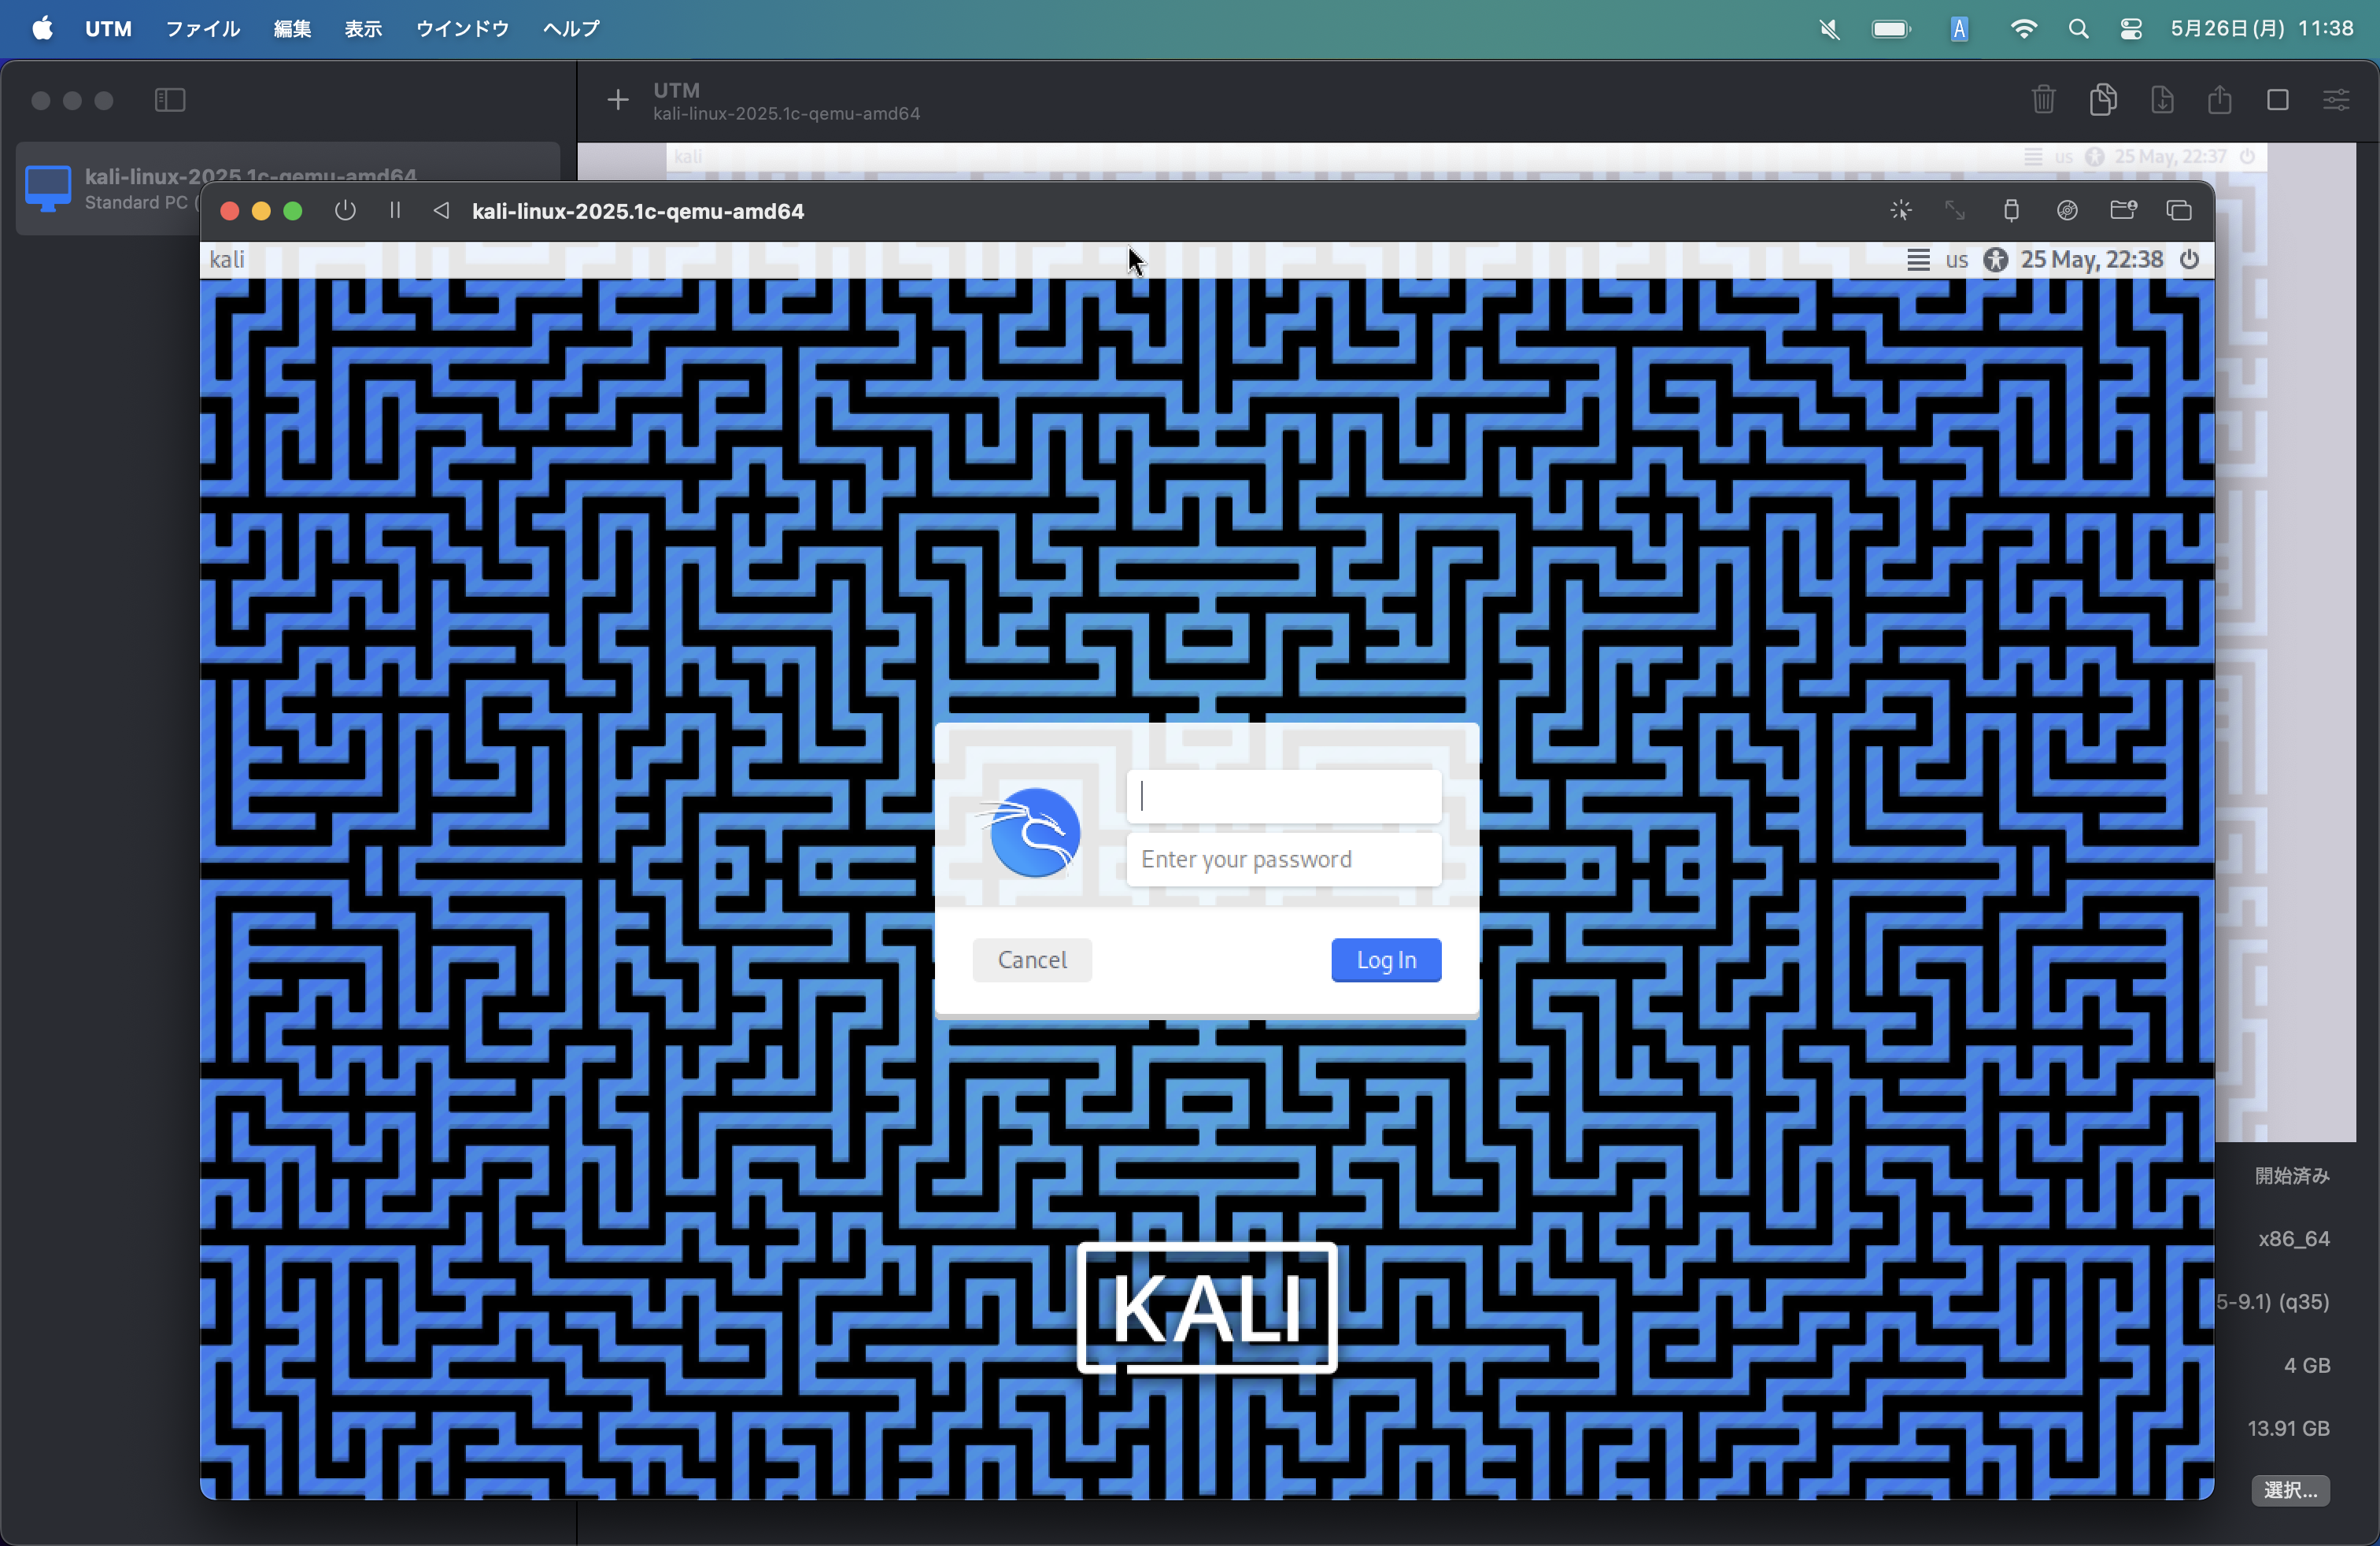 UTM ファイル 編集 表示 ウインドウ ヘルプ A 5月26日(月) 11:38
UTM
kali-linux-2025.1c-qemu-amd64
kali-linux-2025.1c-qemu-amd64
Standard PC (
kali us 25 May, 22:37
kali-linux-2025.1c-qemu-amd64
kali us 25 May, 22:38
Enter your password
Cancel Log In
KALI
開始済み
x86_64
5-9.1) (q35)
4 GB
13.91 GB
選択...